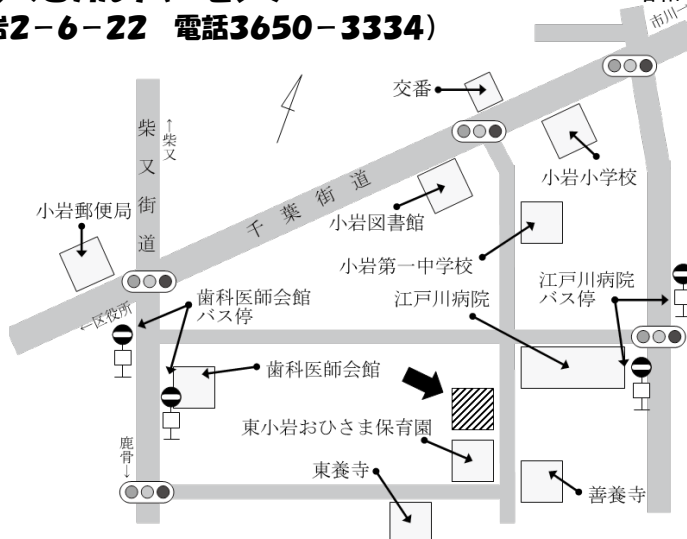 岩2－6－22　電話3650－3334）
市川→
交番
柴又街道
↑柴又
千葉街道
小岩小学校
小岩郵便局
小岩図書館
小岩第一中学校
←区役所
歯科医師会館
バス停
江戸川病院
江戸川病院
バス停
歯科医師会館
東小岩おひさま保育園
鹿骨↓
東養寺
善養寺